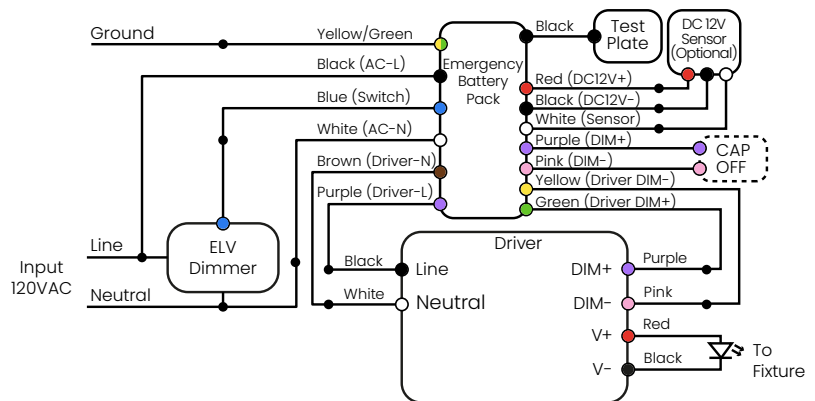 Ground
Yellow/Green
Black (AC-L)
Blue (Switch)
White (AC-N)
Brown (Driver-N)
Purple (Driver-L)
Emergency
Battery
Pack
Black
Test
Plate
DC 12V
Sensor
(Optional)
Red (DC12V+)
Black (DC12V-)
White (Sensor)
Purple (DIM+)
Pink (DIM-)
Yellow (Driver DIM-)
Green (Driver DIM+)
CAP
OFF
Input
120VAC
Line
Neutral
ELV
Dimmer
Driver
Black
Line
White
Neutral
DIM+
Purple
DIM-
Pink
V+
Red
V-
Black
To
Fixture